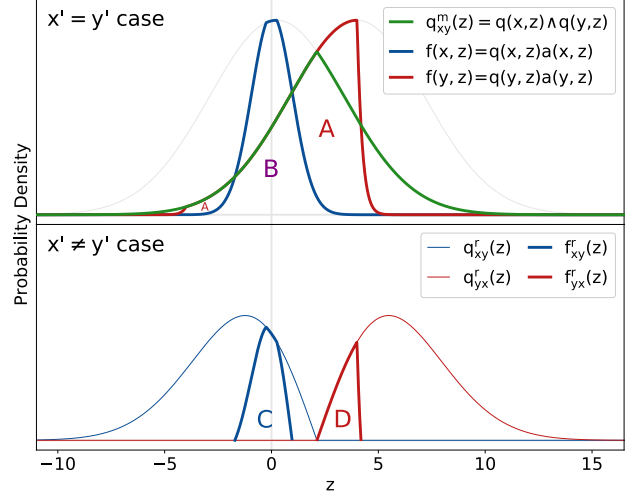 x' = y' case
q^m_xy(z) = q(x,z)∧q(y,z)
f(x, z)=q(x, z)a(x, z)
f(y, z)=q(y, z)a(y, z)
A
B
A
Probability Density
x' ≠ y' case
q^r_xy(z) f^r_xy(z)
q^r_yx(z) f^r_yx(z)
C D
−10 −5 0 5 10 15
z